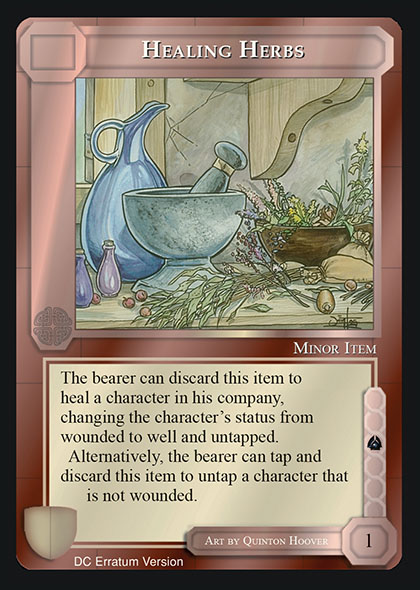 Healing Herbs
Minor Item
The bearer can discard this item to
heal a character in his company,
changing the character's status from
wounded to well and untapped.
Alternatively, the bearer can tap and
discard this item to untap a character that
is not wounded.
Art by Quinton Hoover
1
DC Erratum Version